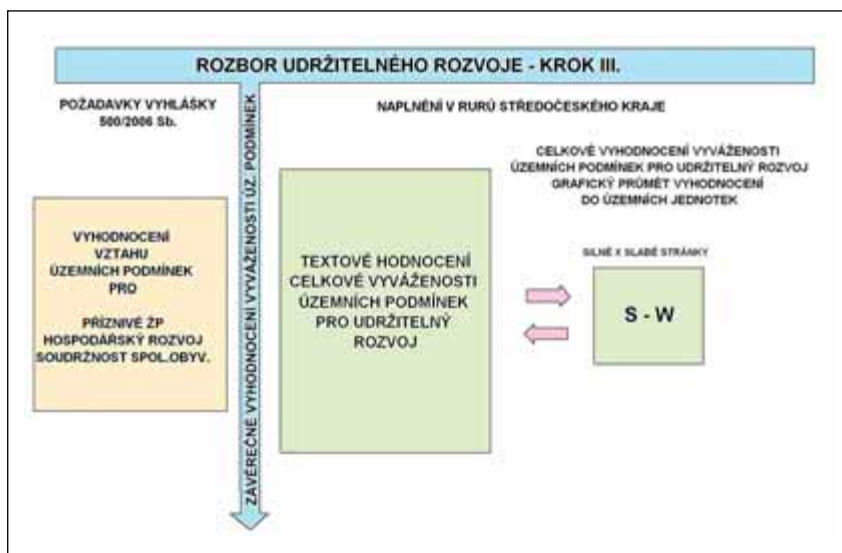 ROZBOR UDRŽITELNÉHO ROZVOJE - KROK III.
POŽADAVKY VYHLÁŠKY
500/2006 Sb.
NAPLNĚNÍ V RURÚ STŘEDOČESKÉHO KRAJE
ZÁVĚREČNÉ VYHODNOCENÍ VYVÁŽENOSTI ÚZ. PODMÍNEK
CELKOVÉ VYHODNOCENÍ VYVÁŽENOSTI
ÚZEMNÍCH PODMÍNEK PRO UDRŽITELNÝ ROZVOJ
GRAFICKÝ PRŮMĚT VYHODNOCENÍ
DO ÚZEMNÍCH JEDNOTEK
VYHODNOCENÍ
VZTAHU
ÚZEMNÍCH PODMÍNEK
PRO
PŘÍZNIVÉ ŽP
HOSPODÁŘSKÝ ROZVOJ
SOUDRŽNOST SPOL.OBYV.
TEXTOVÉ HODNOCENÍ
CELKOVÉ VYVÁŽENOSTI
ÚZEMNÍCH PODMÍNEK
PRO UDRŽITELNÝ
ROZVOJ
SILNÉ X SLABÉ STRÁNKY
S - W